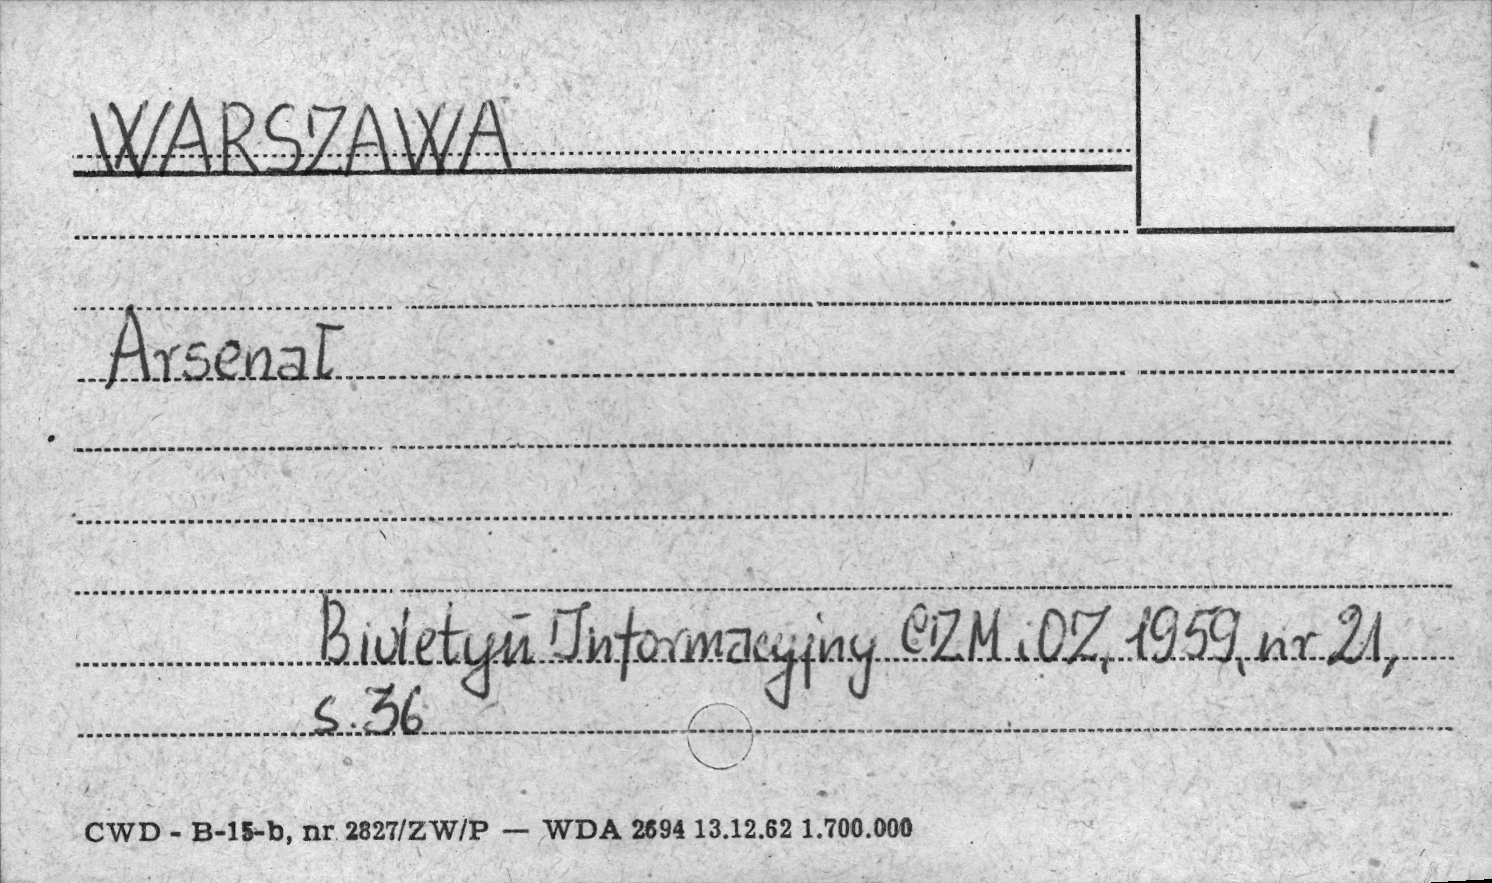 WARSZAWA
Arsenał
Biuletyn Informacyjny CZM i OZ, 1959, nr 21,
s. 36
CWD - B-15-b, nr 2827/ZW/P — WDA 2694 13.12.62 1.700.000